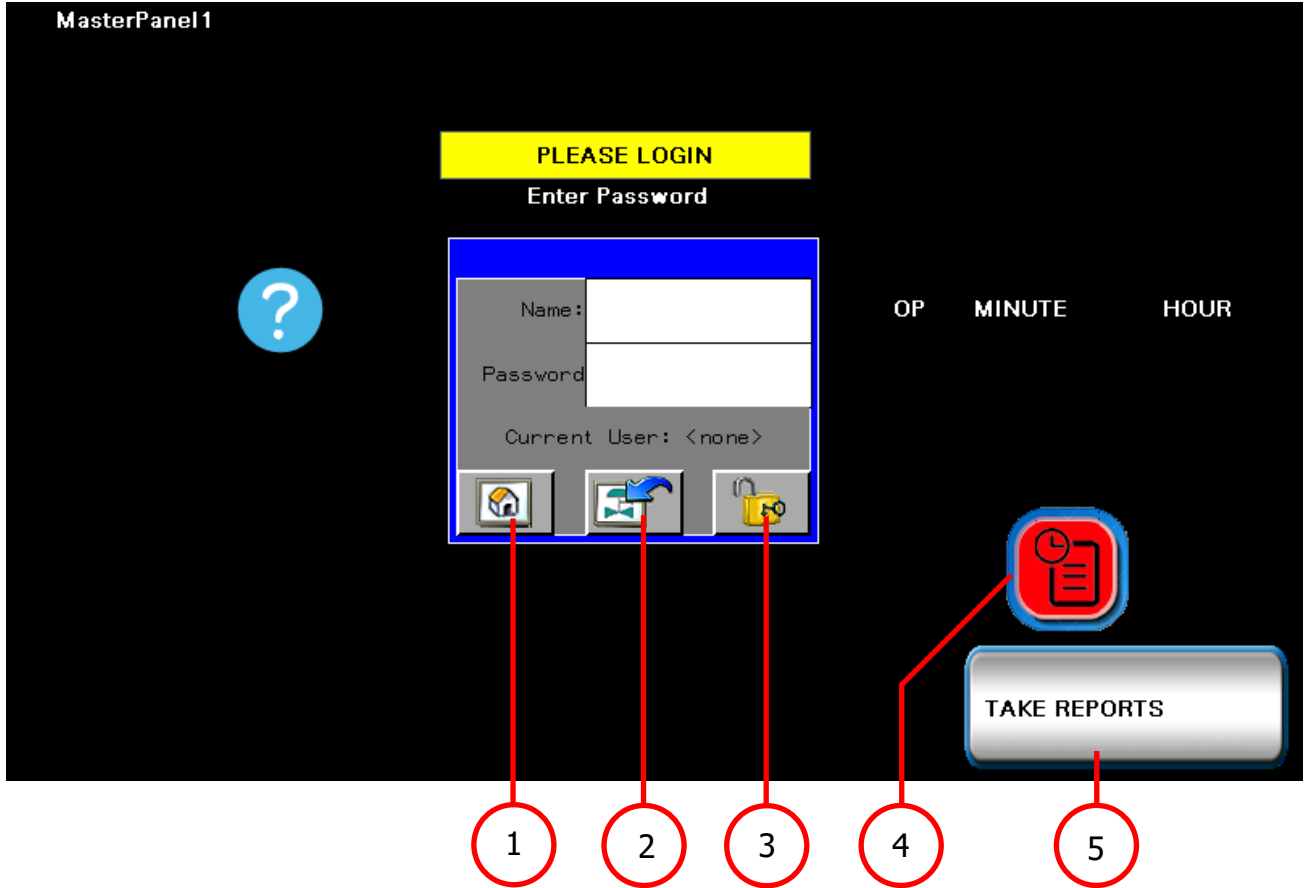 MasterPanel1
PLEASE LOGIN
Enter Password
?
Name:
OP MINUTE HOUR
Password
Current User: <none>
TAKE REPORTS
1 2 3 4 5